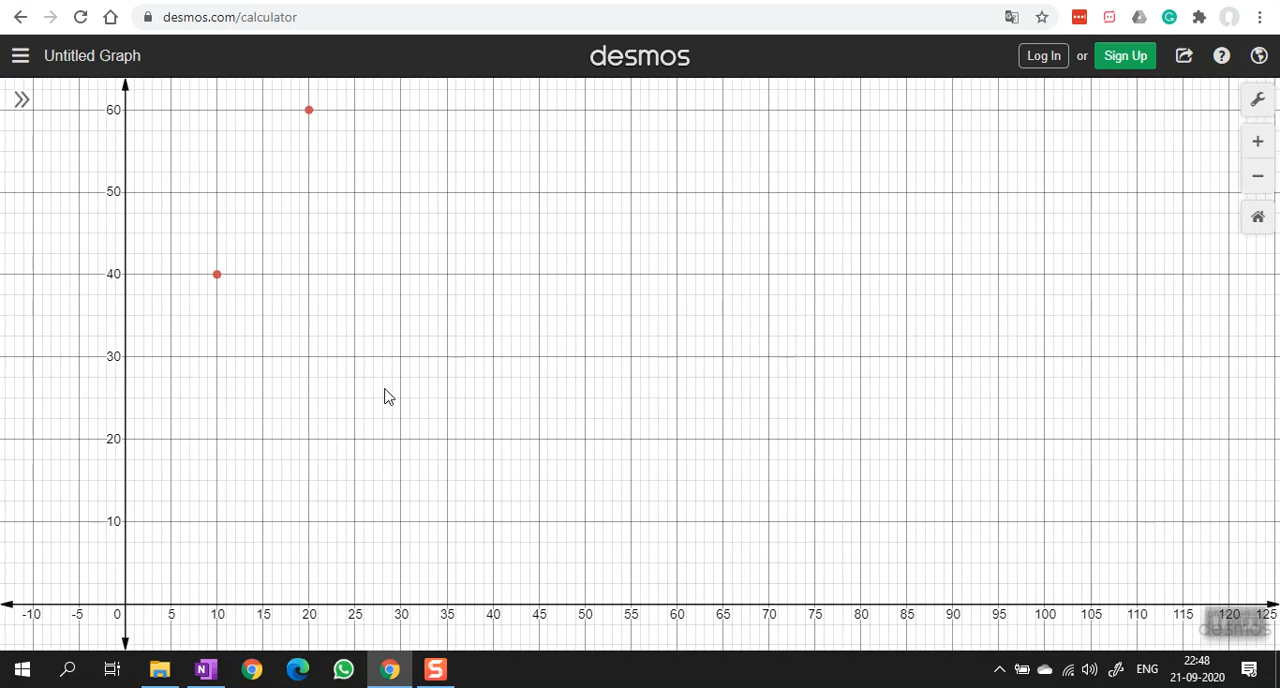 desmos.com/calculator
Untitled Graph
desmos
Log In or Sign Up
60
50
40
30
20
10
-10 -5 0 5 10 15 20 25 30 35 40 45 50 55 60 65 70 75 80 85 90 95 100 105 110 115 120 125
desmos
ENG
22:48
21-09-2020